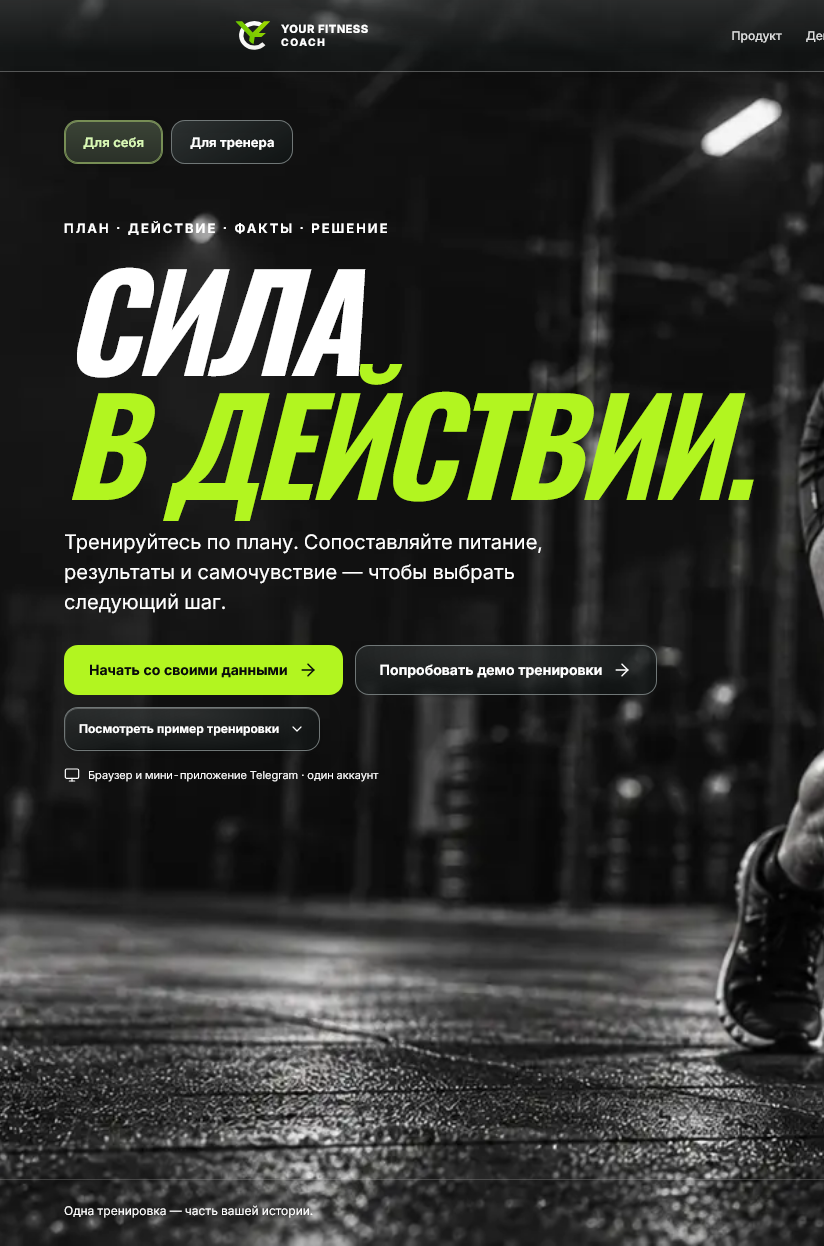 YOUR FITNESS
COACH
Продукт
Для себя
Для тренера
ПЛАН · ДЕЙСТВИЕ · ФАКТЫ · РЕШЕНИЕ
СИЛА
В ДЕЙСТВИИ.
Тренируйтесь по плану. Сопоставляйте питание,
результаты и самочувствие — чтобы выбрать
следующий шаг.
Начать со своими данными
Попробовать демо тренировки
Посмотреть пример тренировки
Браузер и мини-приложение Telegram · один аккаунт
Одна тренировка — часть вашей истории.